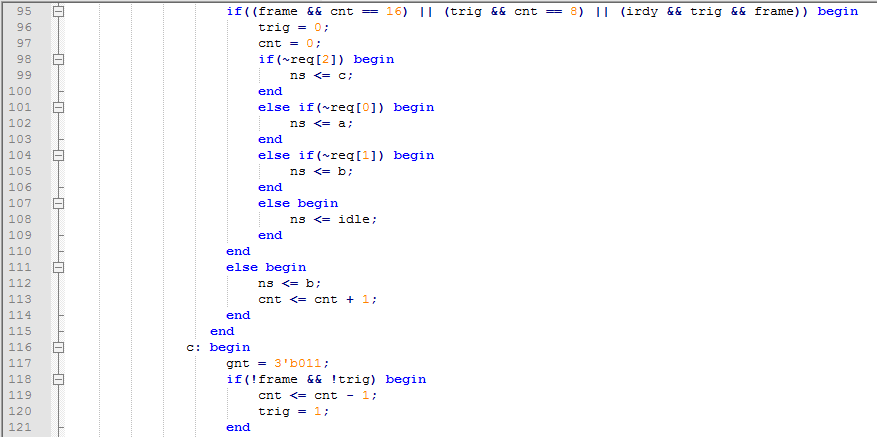 95 if((frame && cnt == 16) || (trig && cnt == 8) || (irdy && trig && frame)) begin
96 trig = 0;
97 cnt = 0;
98 if(~req[2]) begin
99 ns <= c;
100 end
101 else if(~req[0]) begin
102 ns <= a;
103 end
104 else if(~req[1]) begin
105 ns <= b;
106 end
107 else begin
108 ns <= idle;
109 end
110 end
111 else begin
112 ns <= b;
113 cnt <= cnt + 1;
114 end
115 end
116 c: begin
117 gnt = 3'b011;
118 if(!frame && !trig) begin
119 cnt <= cnt - 1;
120 trig = 1;
121 end